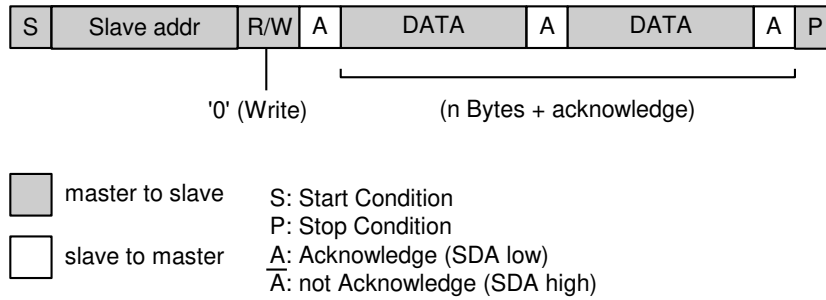 S Slave addr R/W A DATA A DATA A P
'0' (Write) (n Bytes + acknowledge)
master to slave
slave to master
S: Start Condition
P: Stop Condition
A: Acknowledge (SDA low)
A̅: not Acknowledge (SDA high)